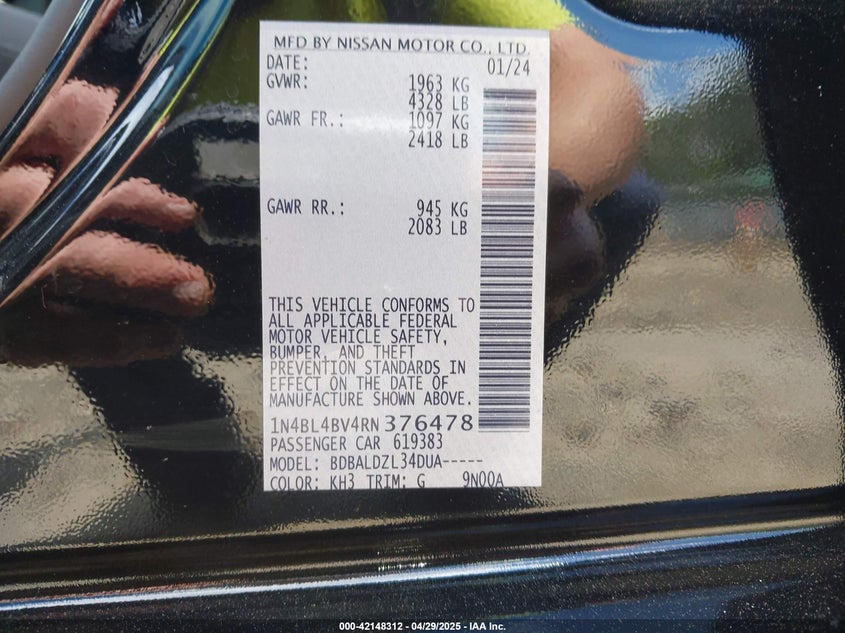 MFD BY NISSAN MOTOR CO., LTD.
DATE: 01/24
GVWR: 1963 KG
4328 LB
GAWR FR.: 1097 KG
2418 LB
GAWR RR.: 945 KG
2083 LB
THIS VEHICLE CONFORMS TO
ALL APPLICABLE FEDERAL
MOTOR VEHICLE SAFETY,
BUMPER, AND THEFT
PREVENTION STANDARDS IN
EFFECT ON THE DATE OF
MANUFACTURE SHOWN ABOVE.
1N4BL4BV4RN376478
PASSENGER CAR 619383
MODEL: BDBALDZL34DUA-----
COLOR: KH3 TRIM: G 9N00A
000-42148312 - 04/29/2025 - IAA Inc.